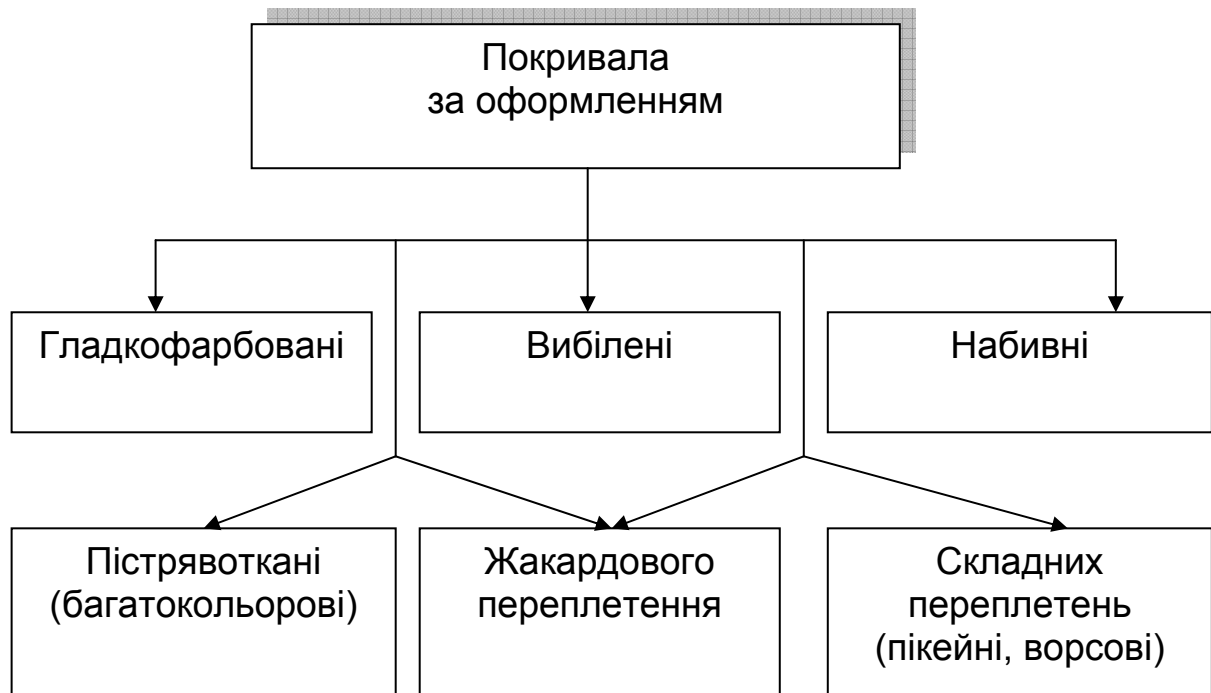 Покривала
за оформленням
Гладкофарбовані
Вибілені
Набивні
Пістрявоткані
(багатокольорові)
Жакардового
переплетення
Складних
переплетень
(пікейні, ворсові)